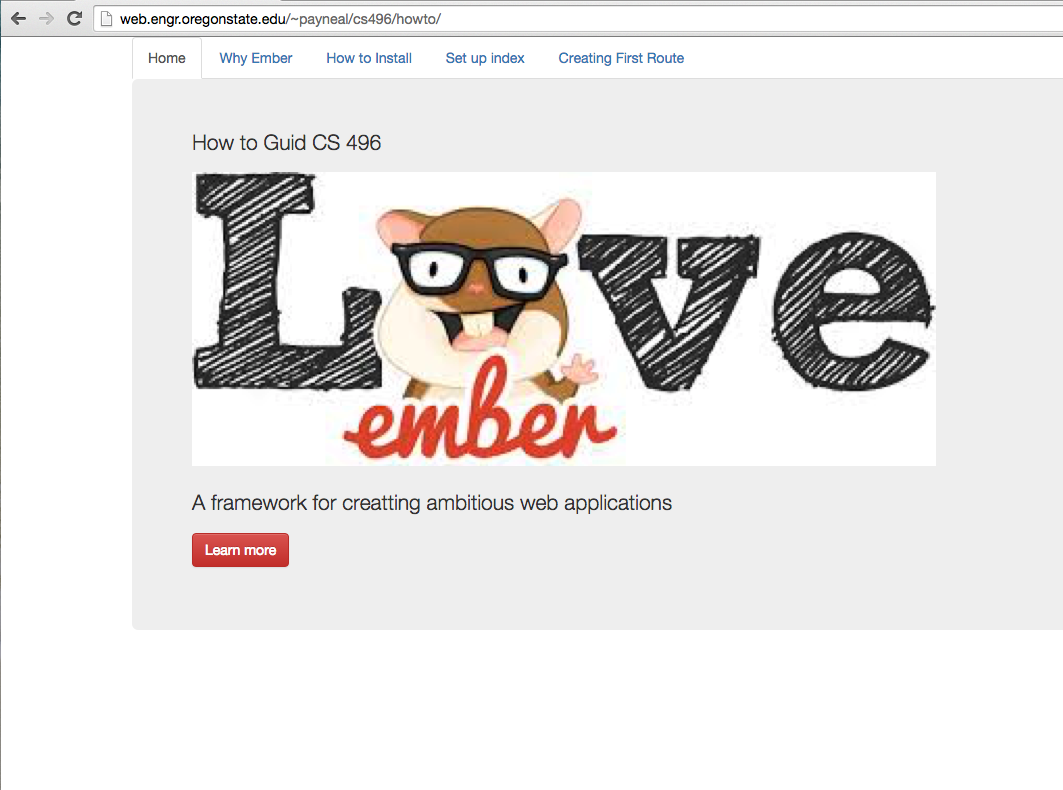 web.engr.oregonstate.edu/~payneal/cs496/howto/
Home Why Ember How to Install Set up index Creating First Route
How to Guid CS 496
L ve
ember
A framework for creatting ambitious web applications
Learn more